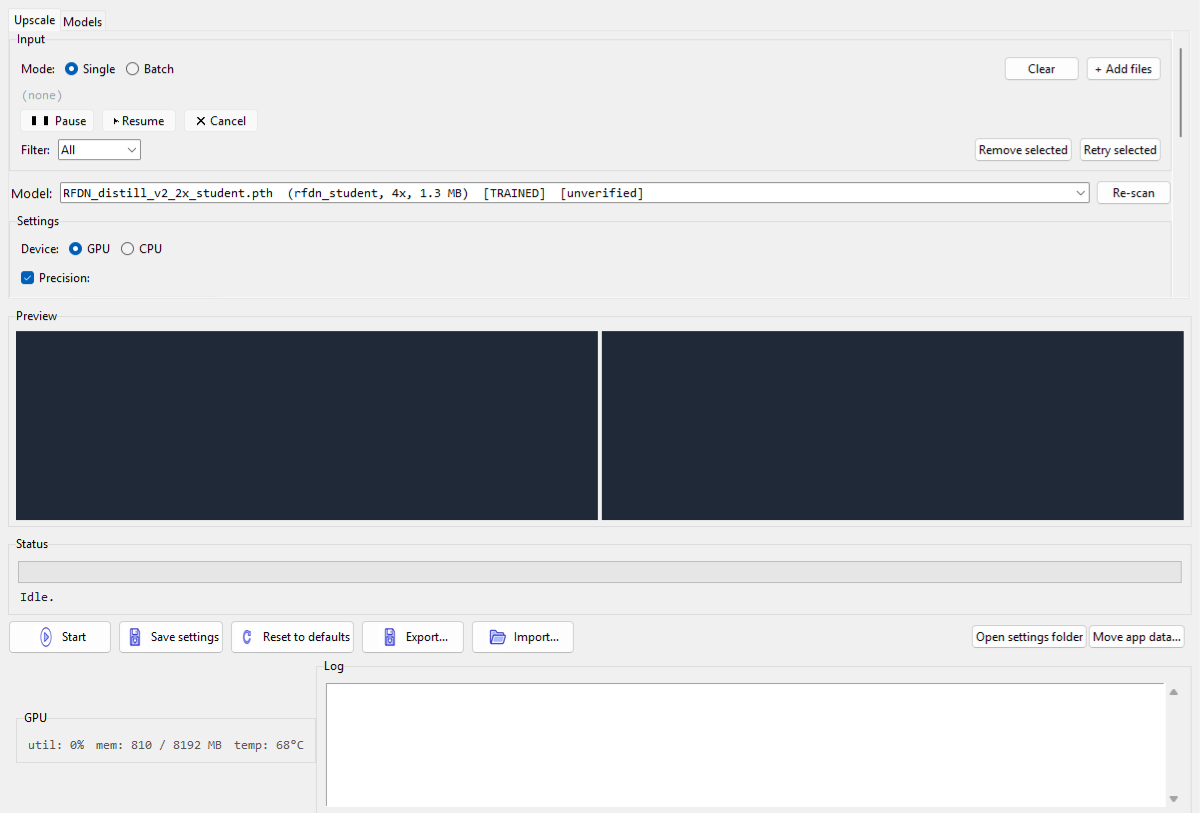 Upscale Models
Input
Mode: Single Batch Clear + Add files
(none)
Pause Resume Cancel
Filter: All Remove selected Retry selected
Model: RFDN_distill_v2_2x_student.pth (rfdn_student, 4x, 1.3 MB) [TRAINED] [unverified] Re-scan
Settings
Device: GPU CPU
Precision:
Preview
Status
Idle.
Start Save settings Reset to defaults Export... Import... Open settings folder Move app data...
Log
GPU
util: 0% mem: 810 / 8192 MB temp: 68°C